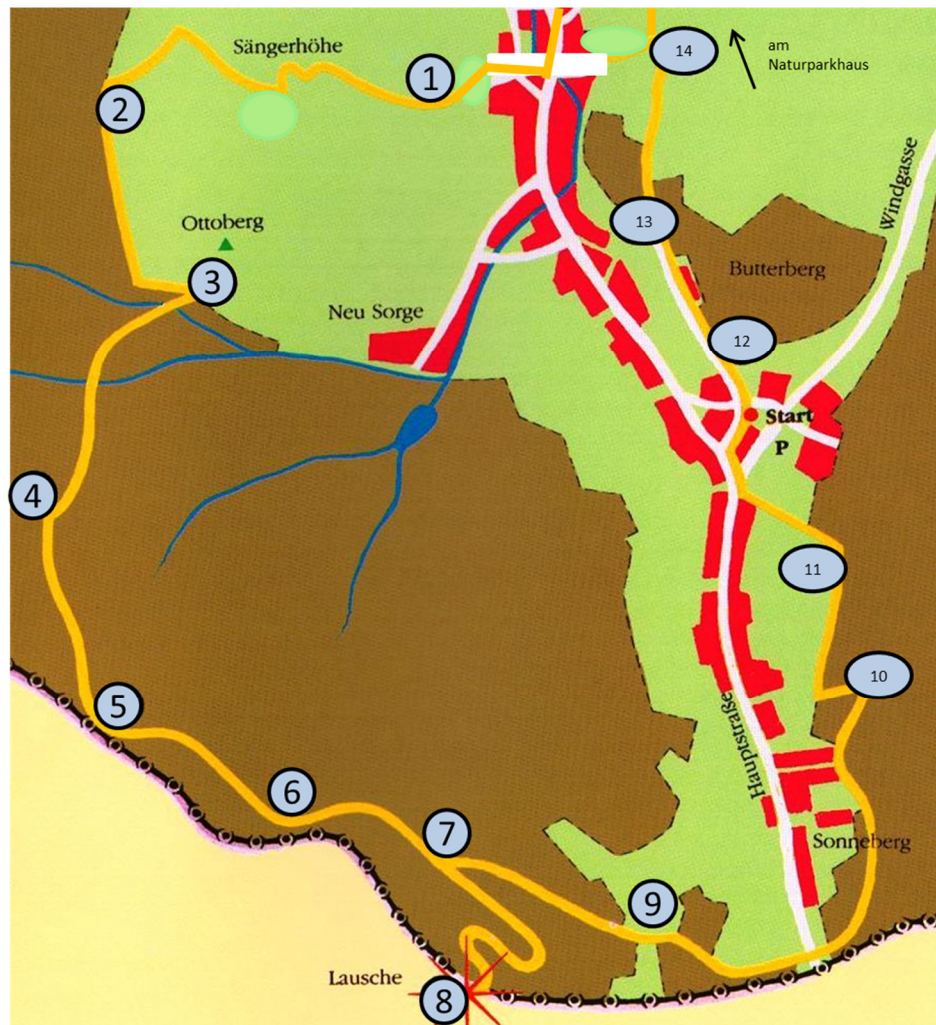 Sängerhöhe
1
14
am
Naturparkhaus
2
Windgasse
Ottoberg
13
3
Butterberg
Neu Sorge
12
Start
P
4
11
10
5
Hauptstraße
6
7
Sonneberg
9
Lausche
8